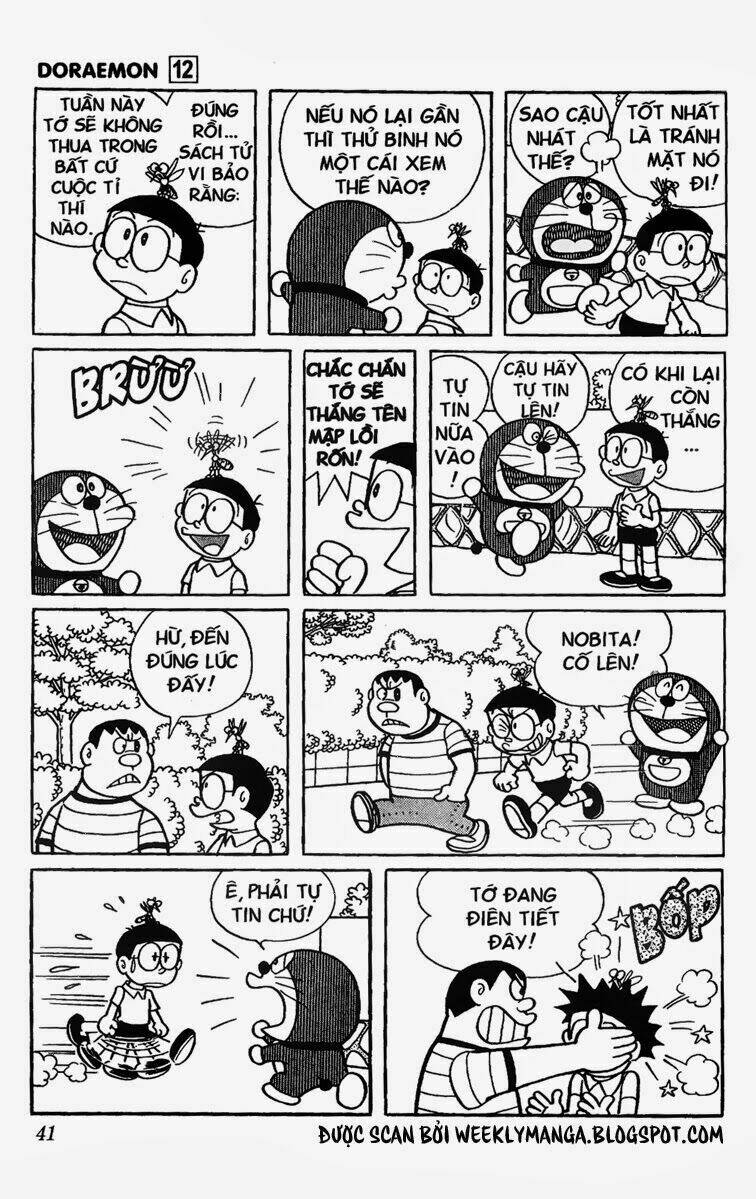 DORAEMON 12
TỐT NHẤT
LÀ TRÁNH
MẶT NÓ
ĐI!
SAO CẬU
NHẤT
THẾ?
NẾU NÓ LẠI GẦN
THÌ THỬ BINH NÓ
MỘT CÁI XEM
THẾ NÀO?
ĐÚNG
RỒI...
SÁCH TỬ
VI BẢO
RẰNG:
TUẦN NÀY
TỚ SẼ KHÔNG
THUA TRONG
BẤT CỨ
CUỘC TỈ
THÍ
NÀO.
CÓ KHI LẠI
CÒN
THẮNG
...
CẬU HÃY
TỰ TIN
LÊN!
TỰ
TIN
NỮA
VÀO
!
CHẮC CHẮN
TỚ SẼ
THẮNG TÊN
MẬP LỒI
RỐN!
BRỪƯ
NOBITA!
CỐ LÊN!
HỪ, ĐẾN
ĐÚNG LÚC
ĐẤY!
TỚ ĐANG
ĐIÊN TIẾT
ĐÂY!
BỐP
Ê, PHẢI TỰ
TIN CHỨ!
41
ĐƯỢC SCAN BỞI WEEKLYMANGA.BLOGSPOT.COM